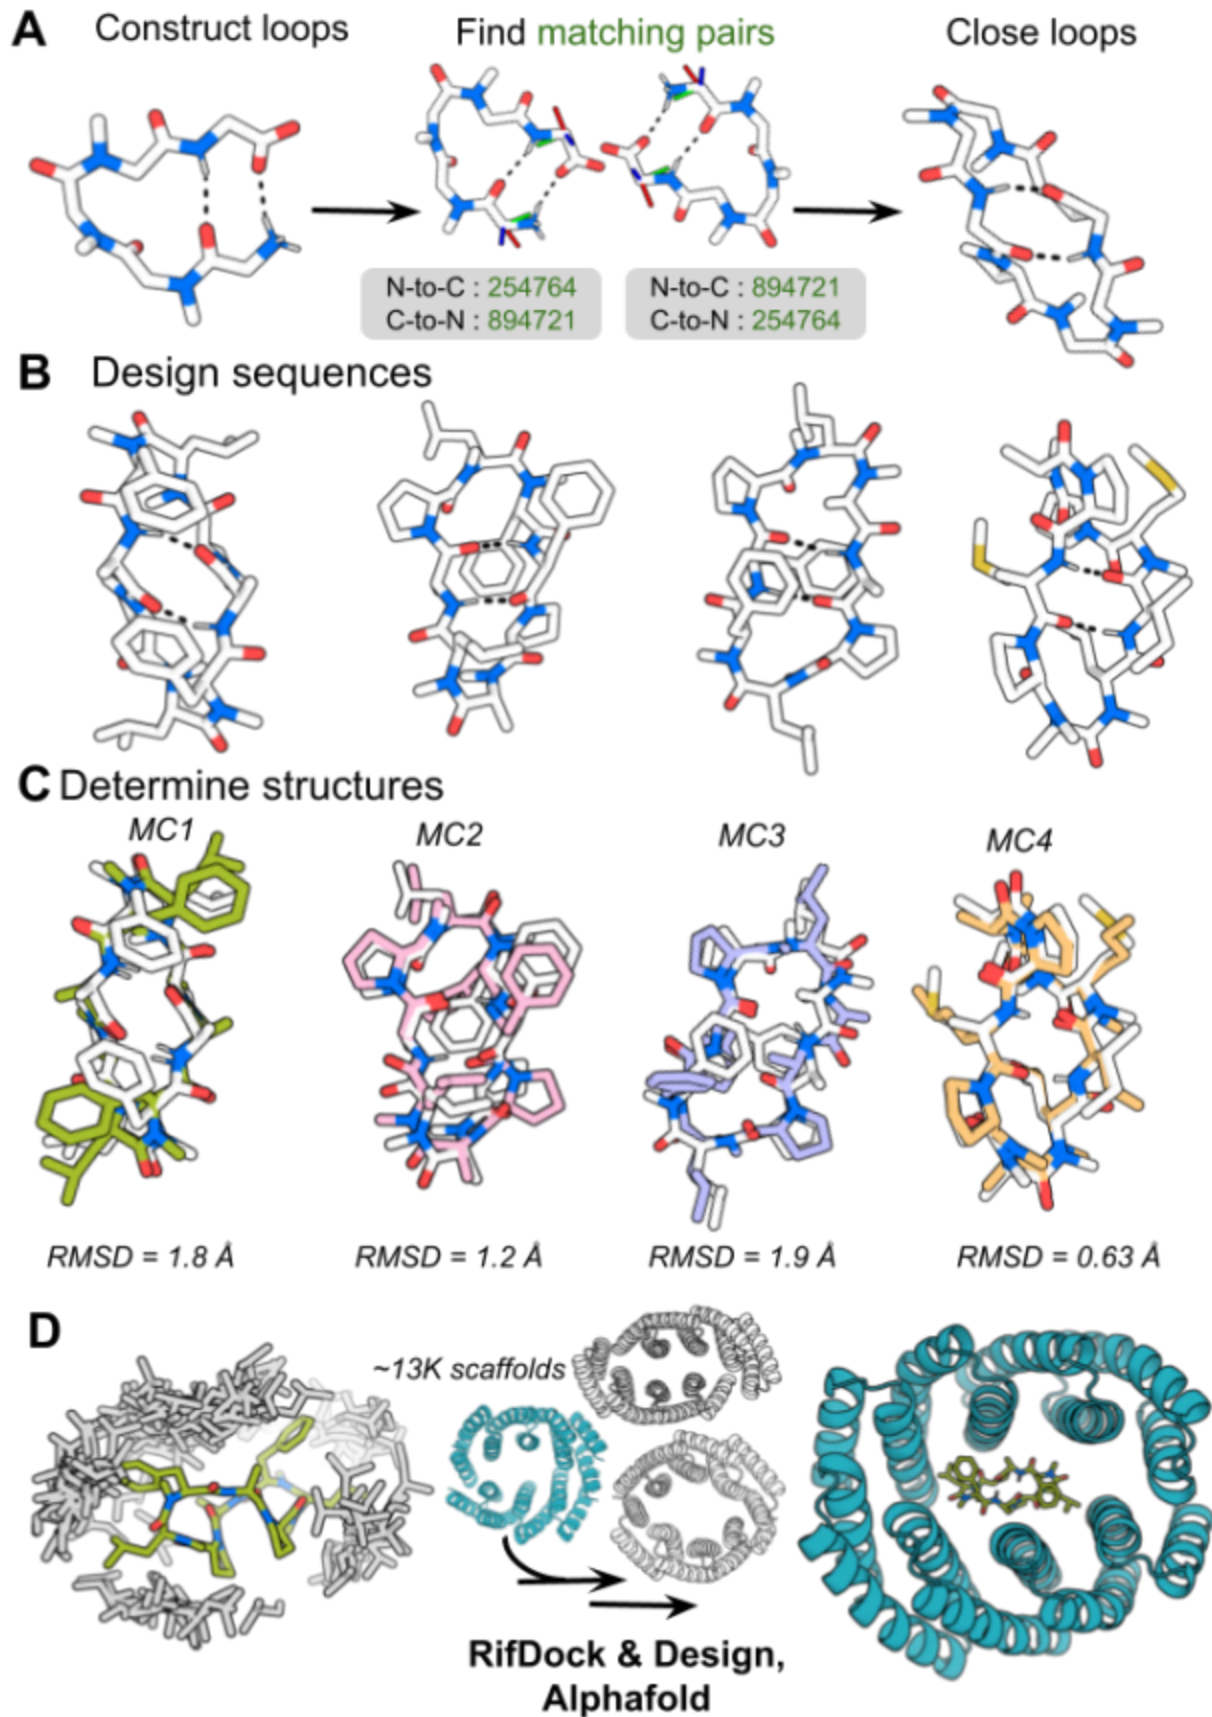 A Construct loops Find matching pairs Close loops
N-to-C : 254764 N-to-C : 894721
C-to-N : 894721 C-to-N : 254764
B Design sequences
C Determine structures
MC1 MC2 MC3 MC4
RMSD = 1.8 Å RMSD = 1.2 Å RMSD = 1.9 Å RMSD = 0.63 Å
D
~13K scaffolds
RifDock & Design,
Alphafold